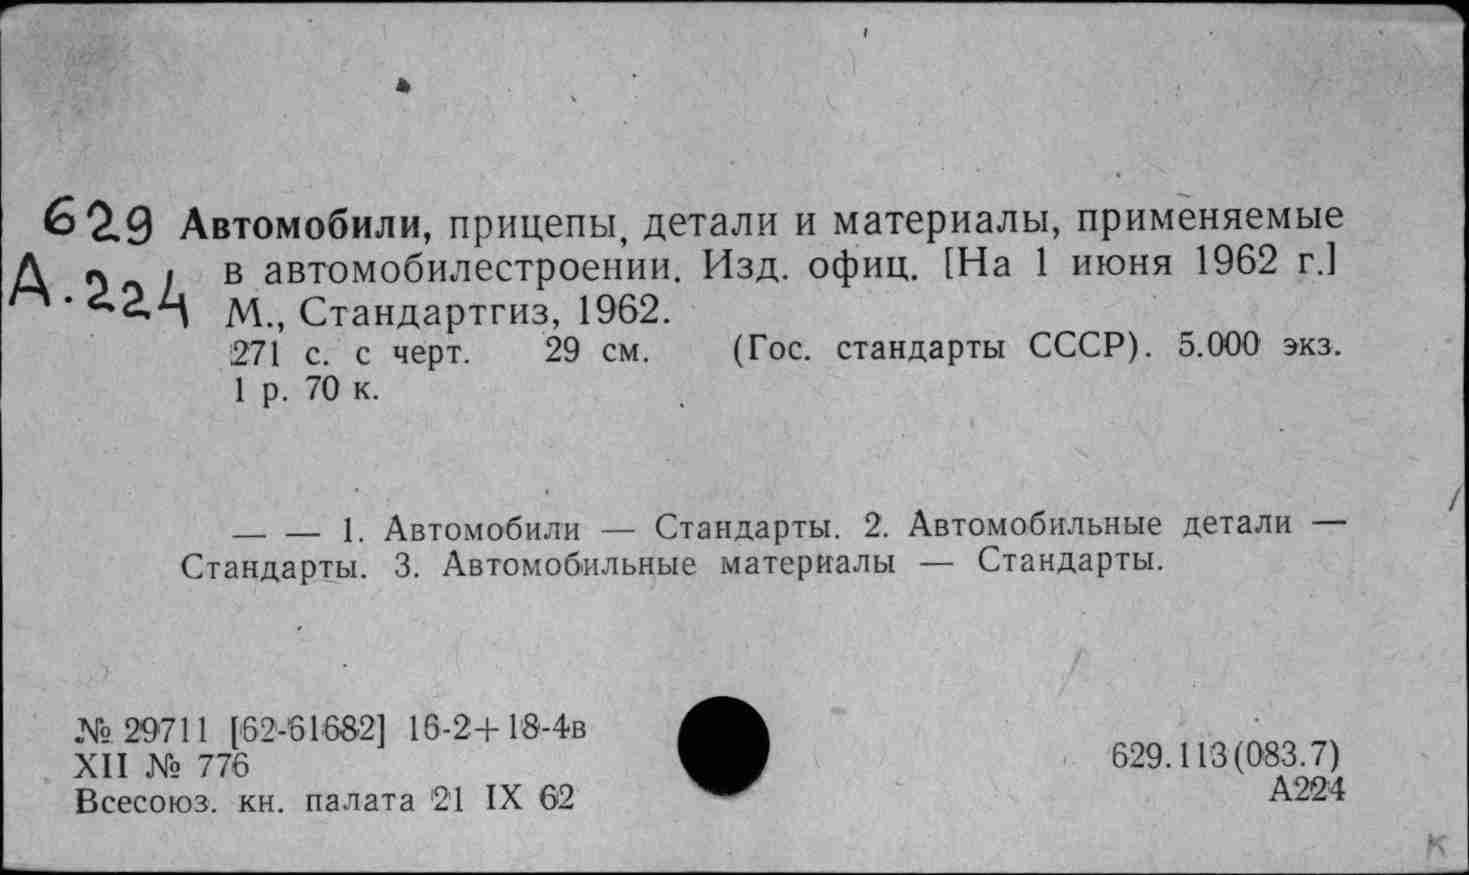 629 Автомобили, прицепы, детали и материалы, применяемые
А.224 в автомобилестроении. Изд. офиц. [На 1 июня 1962 г.]
М., Стандартгиз, 1962.
271 с. с черт. 29 см. (Гос. стандарты СССР). 5.000 экз.
1 р. 70 к.
— — 1. Автомобили — Стандарты. 2. Автомобильные детали —
Стандарты. 3. Автомобильные материалы — Стандарты.
№ 29711 [62-61682] 16-2+18-4в
XII № 776
Всесоюз. кн. палата 21 IX 62
629.113(083.7)
А224
к